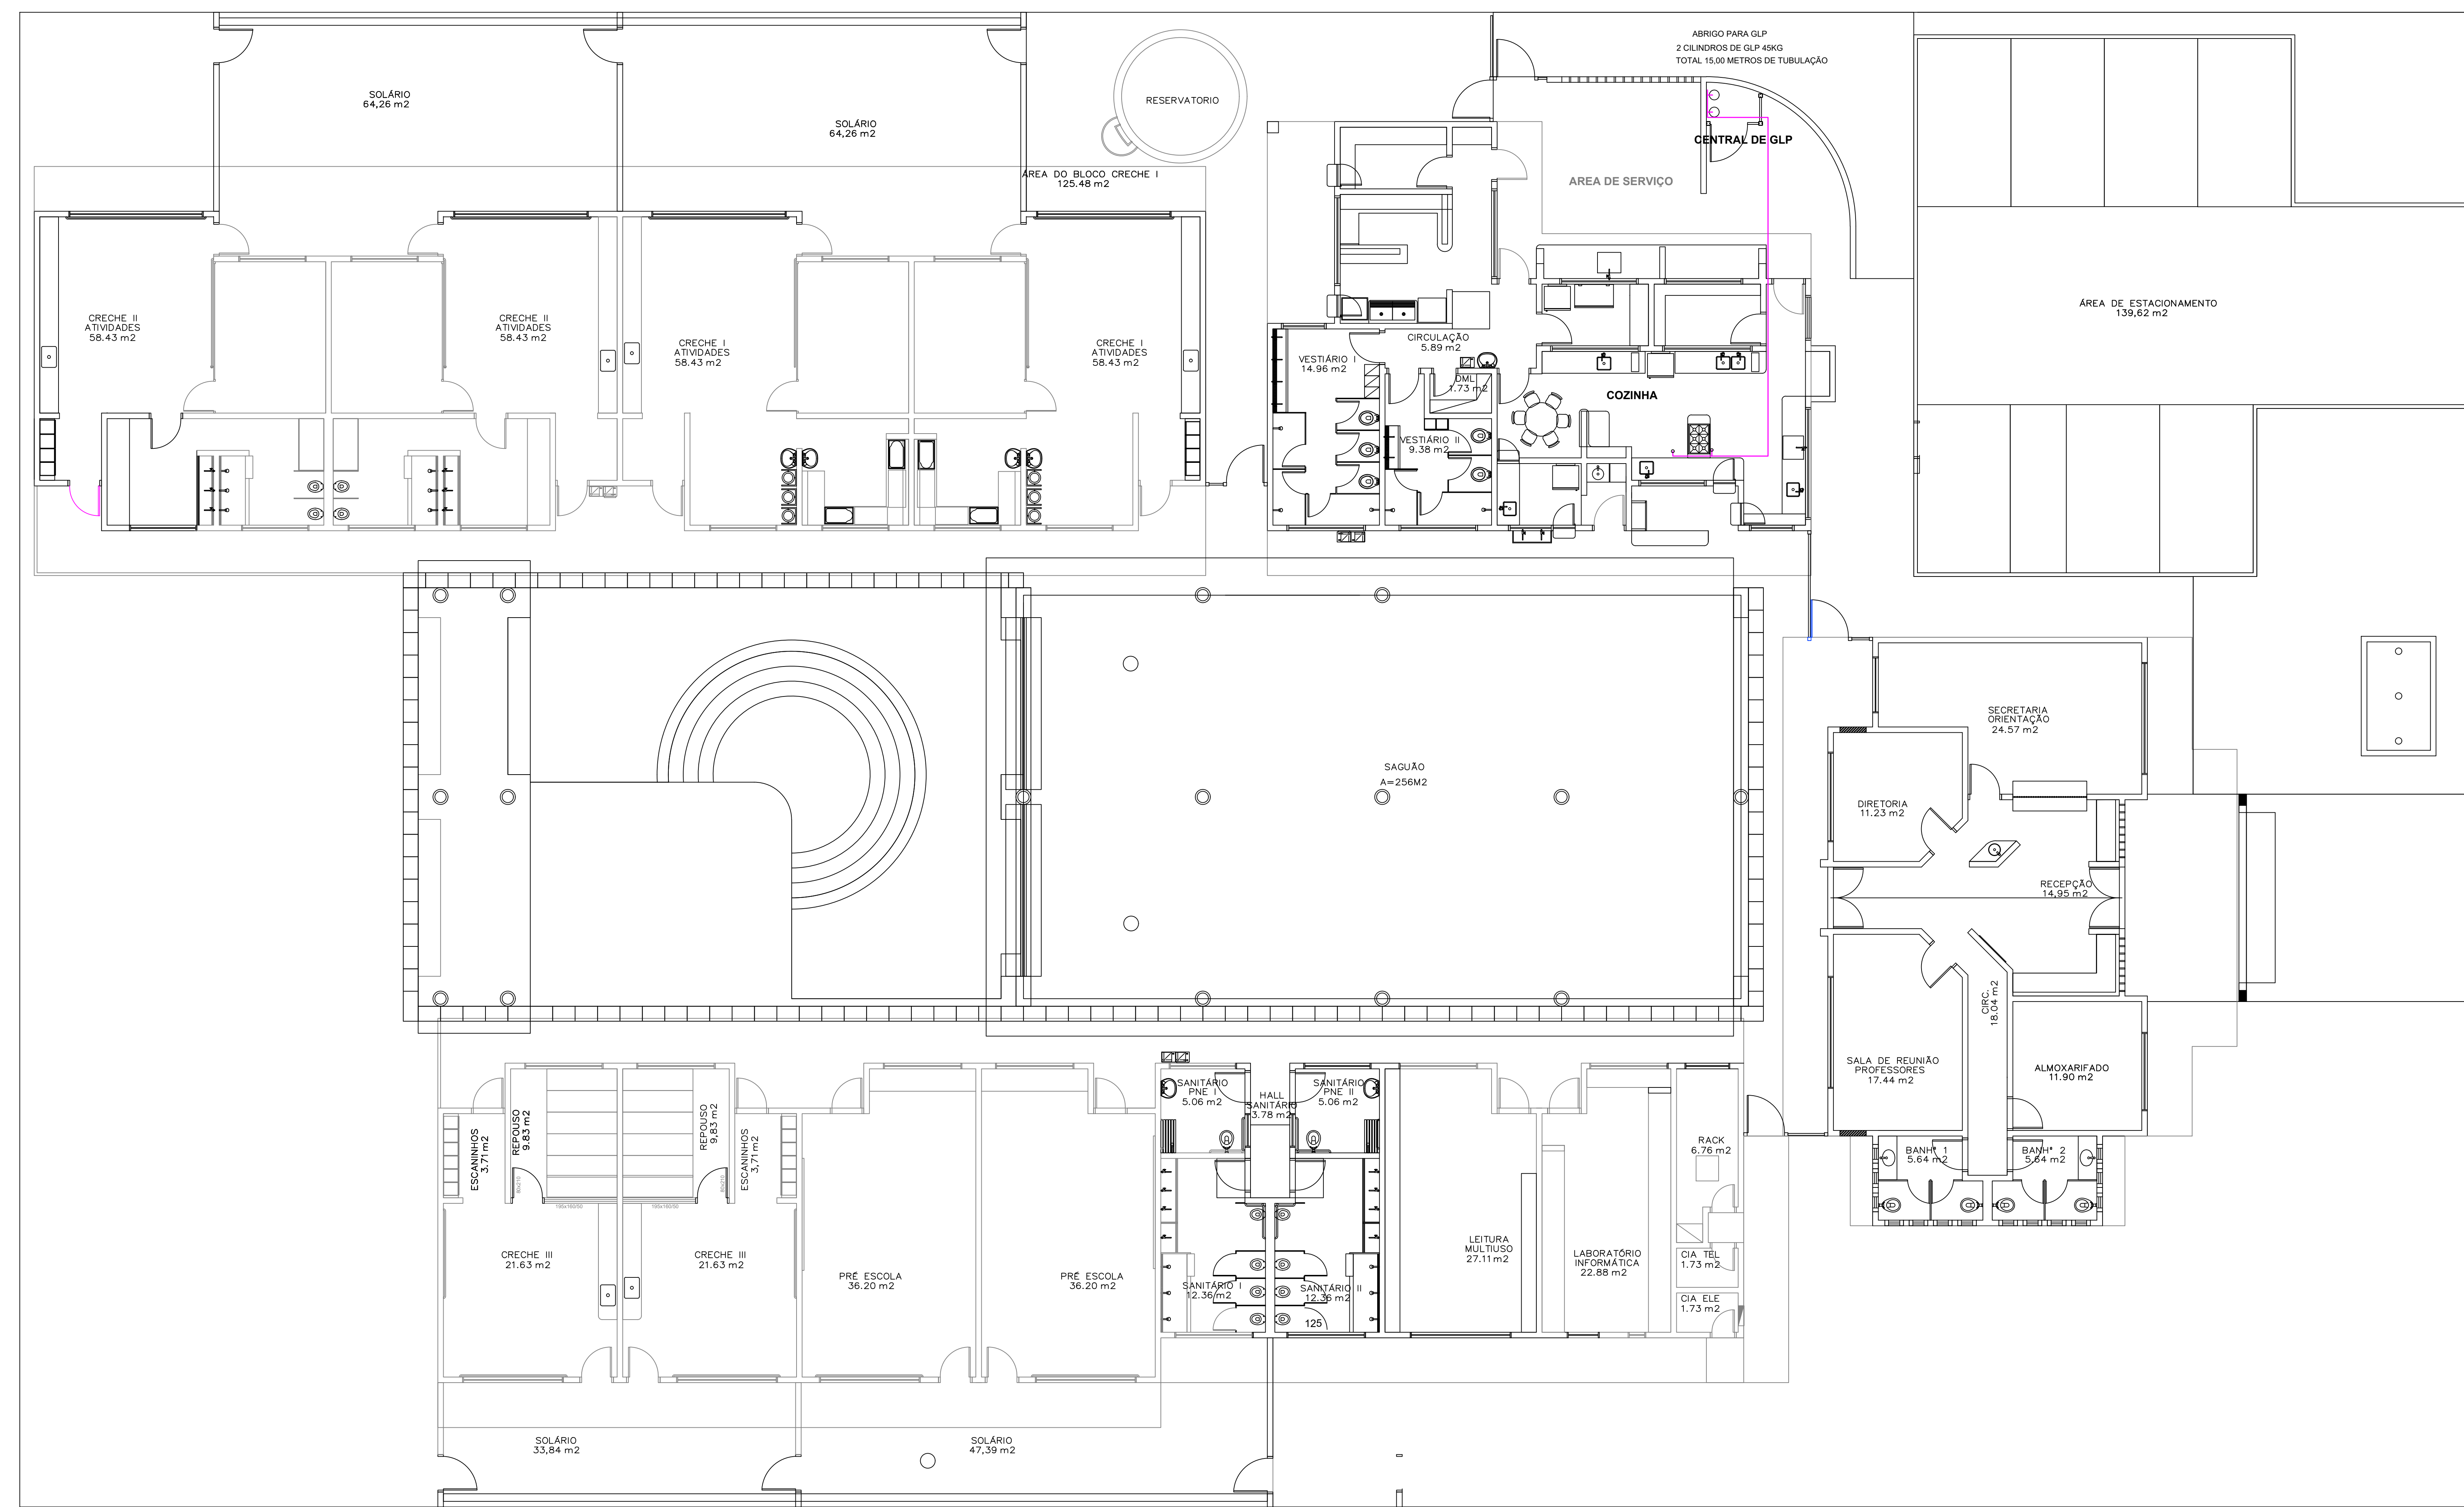 ABRIGO PARA GLP
2 CILINDROS DE GLP 45KG
TOTAL 15,00 METROS DE TUBULAÇÃO
SOLÁRIO
64,26 m2
SOLÁRIO
64,26 m2
RESERVATORIO
CENTRAL DE GLP
ÁREA DO BLOCO CRECHE I
125.48 m2
AREA DE SERVIÇO
ÁREA DE ESTACIONAMENTO
139,62 m2
CRECHE II
ATIVIDADES
58.43 m2
CRECHE II
ATIVIDADES
58.43 m2
CRECHE I
ATIVIDADES
58.43 m2
CRECHE I
ATIVIDADES
58.43 m2
VESTIÁRIO I
14.96 m2
CIRCULAÇÃO
5.89 m2
DML
1.73 m2
COZINHA
VESTIÁRIO II
9.38 m2
SECRETARIA
ORIENTAÇÃO
24.57 m2
SAGUÃO
A=256M2
DIRETORIA
11.23 m2
RECEPÇÃO
14,95 m2
CIRC.
18.04 m2
SALA DE REUNIÃO
PROFESSORES
17.44 m2
ALMOXARIFADO
11.90 m2
BANHº 1
5.64 m2
BANHº 2
5.64 m2
ESCANINHOS
3.71 m2
REPOUSO
9.83 m2
REPOUSO
9,83 m2
ESCANINHOS
3,71 m2
80x210
80x210
195x160/50
195x160/50
SANITÁRIO
PNE I
5.06 m2
HALL
SANITÁRIO
3.78 m2
SANITÁRIO
PNE II
5.06 m2
RACK
6.76 m2
CRECHE III
21.63 m2
CRECHE III
21.63 m2
PRÉ ESCOLA
36.20 m2
PRÉ ESCOLA
36.20 m2
SANITÁRIO I
12.36 m2
SANITÁRIO II
12.36 m2
125
LEITURA
MULTIUSO
27.11 m2
LABORATÓRIO
INFORMÁTICA
22.88 m2
CIA TEL
1.73 m2
CIA ELE
1.73 m2
SOLÁRIO
33,84 m2
SOLÁRIO
47,39 m2